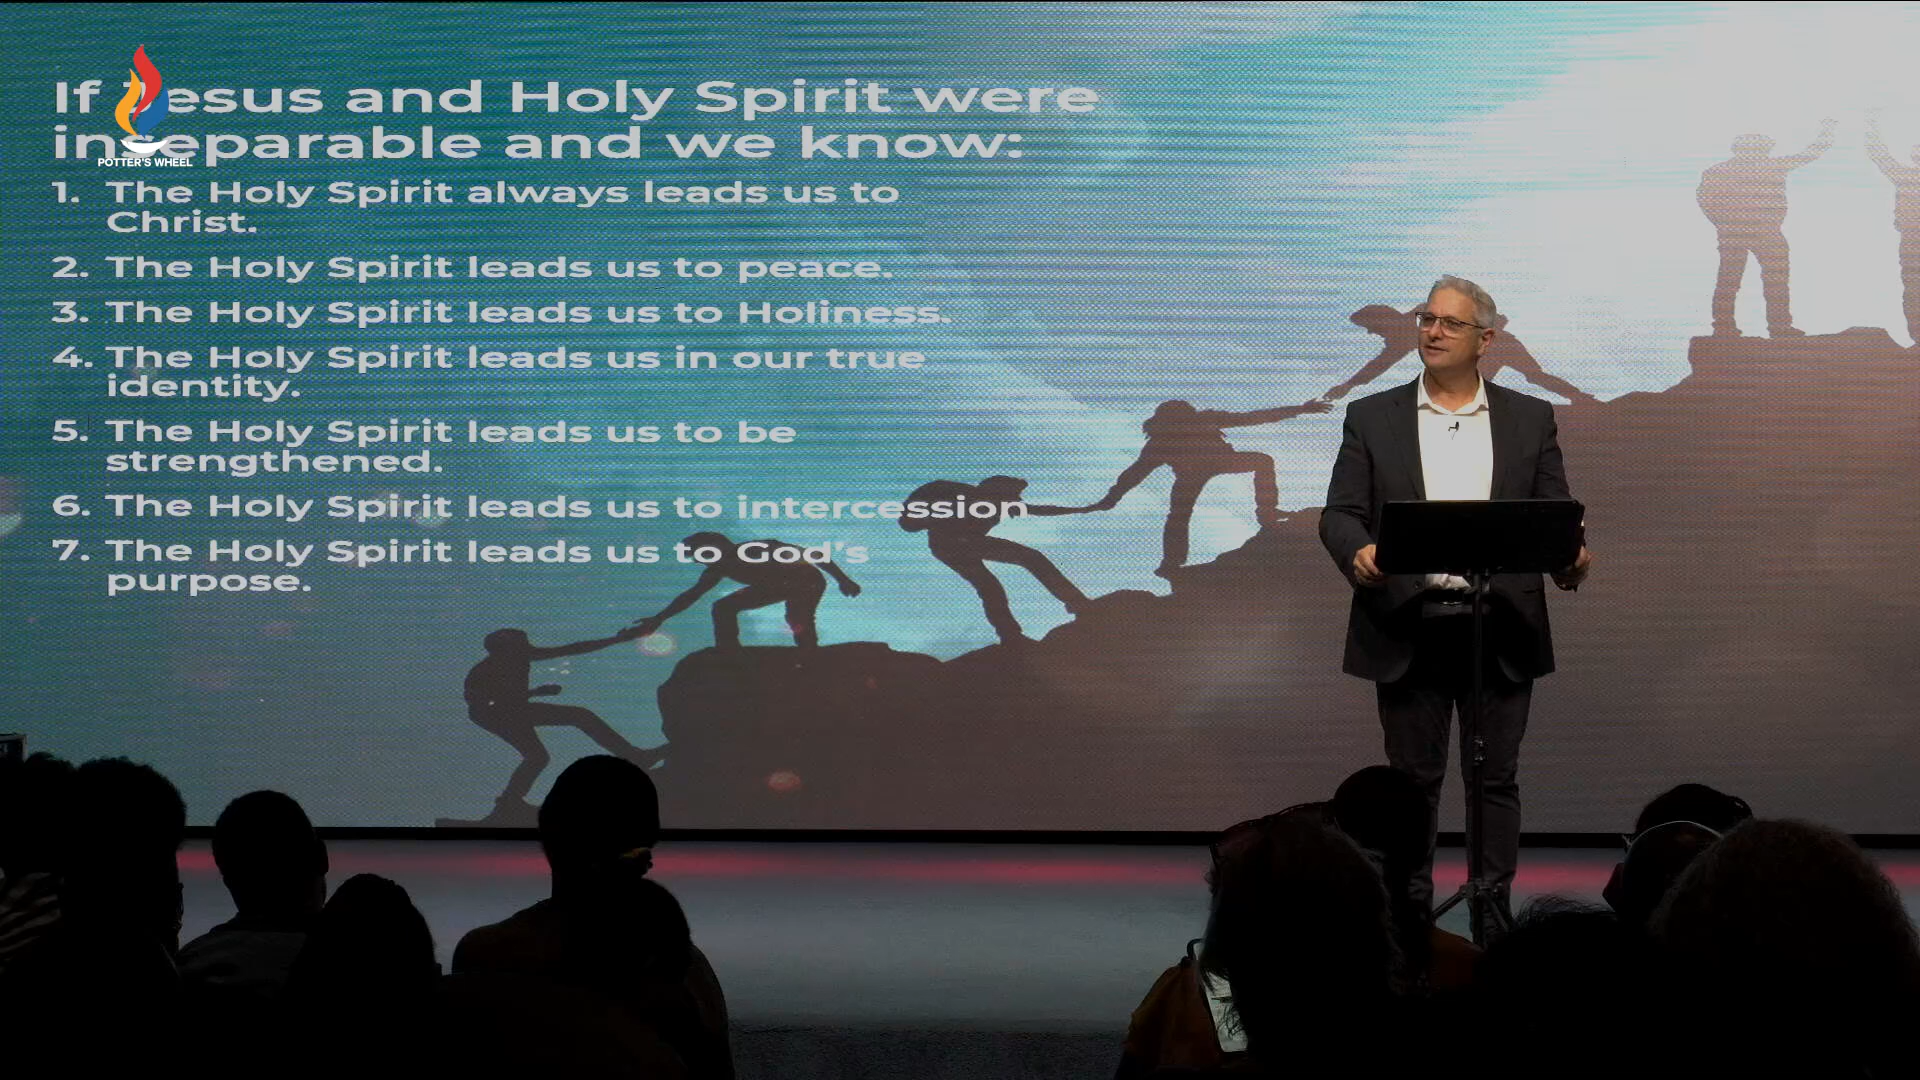 If Jesus and Holy Spirit were
inseparable and we know:
POTTER'S WHEEL
1. The Holy Spirit always leads us to
Christ.
2. The Holy Spirit leads us to peace.
3. The Holy Spirit leads us to Holiness.
4. The Holy Spirit leads us in our true
identity.
5. The Holy Spirit leads us to be
strengthened.
6. The Holy Spirit leads us to intercession
7. The Holy Spirit leads us to God's
purpose.